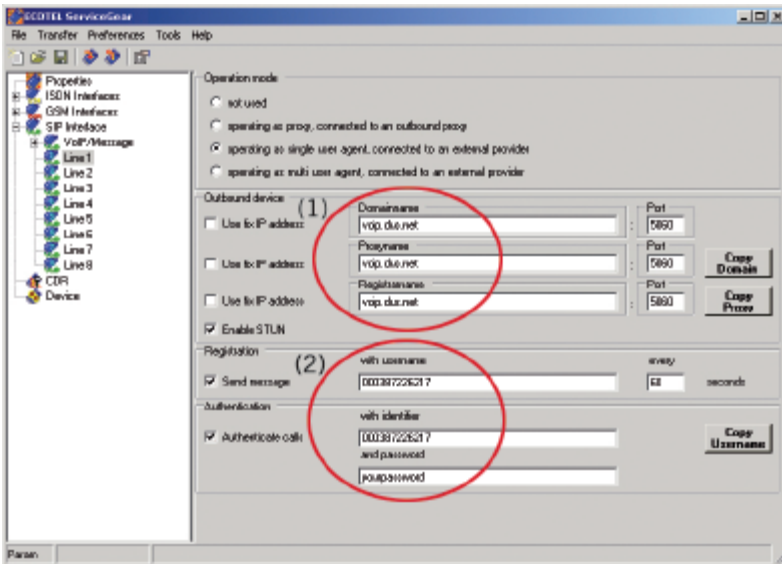 ECOTEL ServiceGear
File Transfer Preferences Tools Help
Properties
ISDN Interfaces
GSM Interfaces
SIP Interface
VoIP/Message
Line 1
Line 2
Line 3
Line 4
Line 5
Line 6
Line 7
Line 8
CDR
Device
Operation mode
not used
operating as proxy, connected to an outbound proxy
operating as single user agent, connected to an external provider
operating as multi user agent, connected to an external provider
Outbound device
(1)
Domainname
Port
Use fix IP address
voip.dus.net
:
5060
Proxyname
Port
Use fix IP address
voip.dus.net
:
5060
Copy Domain
Registrarname
Port
Use fix IP address
voip.dus.net
:
5060
Copy Proxy
Enable STUN
Registration
(2)
with username
every
Send message
000387226217
60
seconds
Authentication
with identifier
Authenticate calls
000387226217
Copy Username
and password
yourpassword
Param